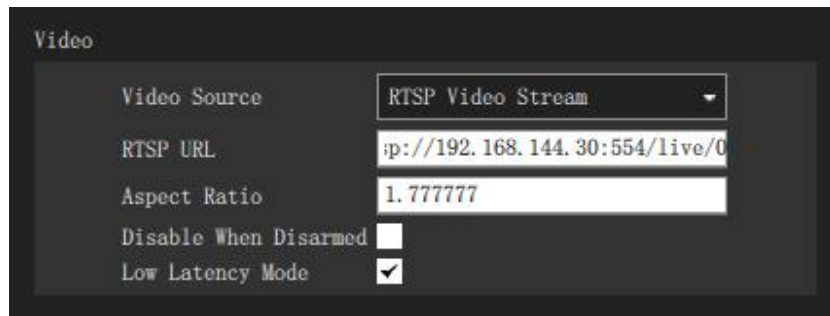 Video
Video Source RTSP Video Stream
RTSP URL sp://192.168.144.30:554/live/0
Aspect Ratio 1.777777
Disable When Disarmed
Low Latency Mode